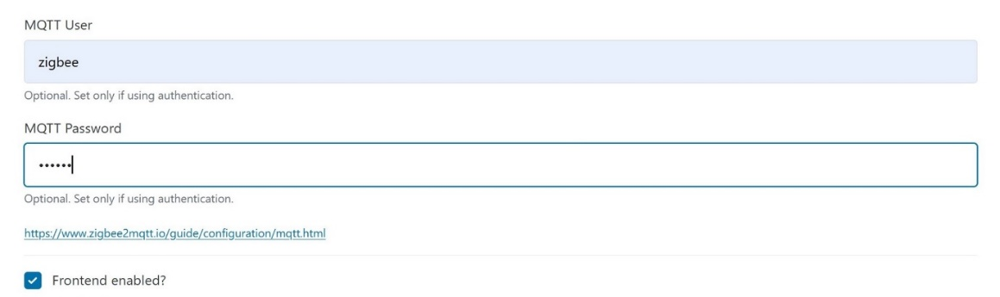 MQTT User
zigbee
Optional. Set only if using authentication.
MQTT Password
••••••
Optional. Set only if using authentication.
https://www.zigbee2mqtt.io/guide/configuration/mqtt.html
Frontend enabled?